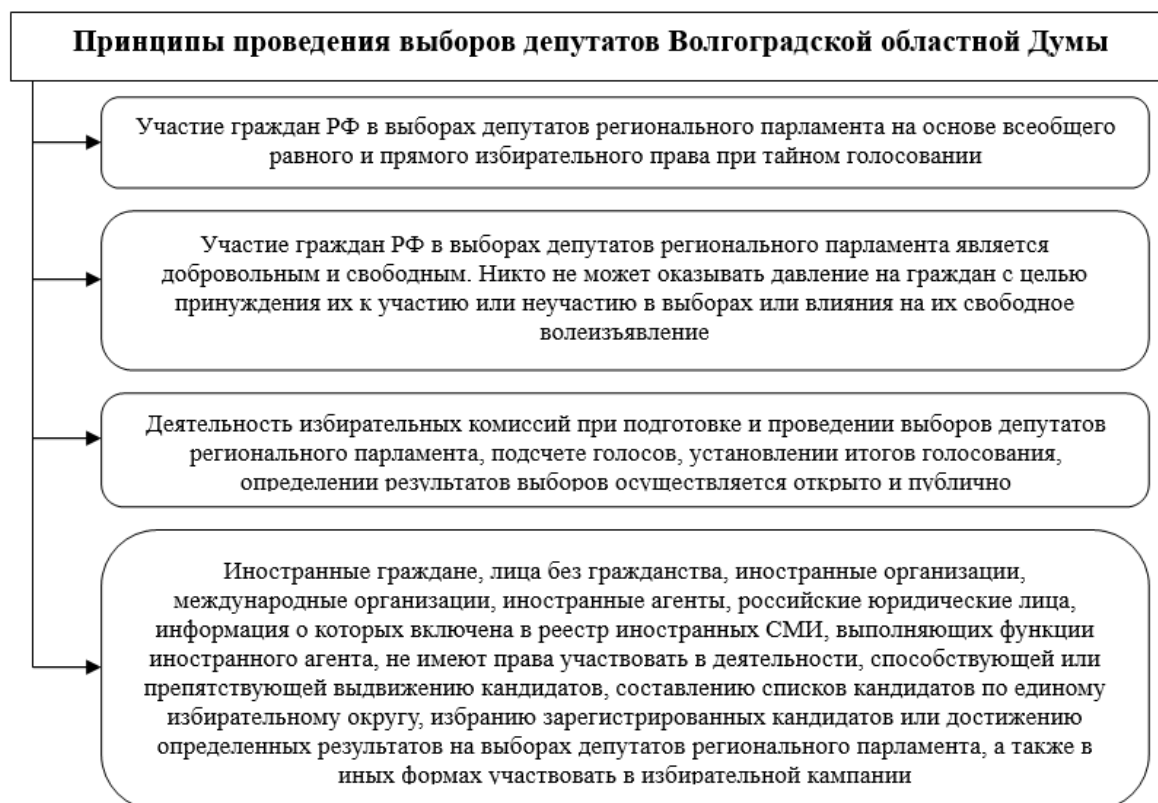 Принципы проведения выборов депутатов Волгоградской областной Думы
Участие граждан РФ в выборах депутатов регионального парламента на основе всеобщего
равного и прямого избирательного права при тайном голосовании
Участие граждан РФ в выборах депутатов регионального парламента является
добровольным и свободным. Никто не может оказывать давление на граждан с целью
принуждения их к участию или неучастию в выборах или влияния на их свободное
волеизъявление
Деятельность избирательных комиссий при подготовке и проведении выборов депутатов
регионального парламента, подсчете голосов, установлении итогов голосования,
определении результатов выборов осуществляется открыто и публично
Иностранные граждане, лица без гражданства, иностранные организации,
международные организации, иностранные агенты, российские юридические лица,
информация о которых включена в реестр иностранных СМИ, выполняющих функции
иностранного агента, не имеют права участвовать в деятельности, способствующей или
препятствующей выдвижению кандидатов, составлению списков кандидатов по единому
избирательному округу, избранию зарегистрированных кандидатов или достижению
определенных результатов на выборах депутатов регионального парламента, а также в
иных формах участвовать в избирательной кампании